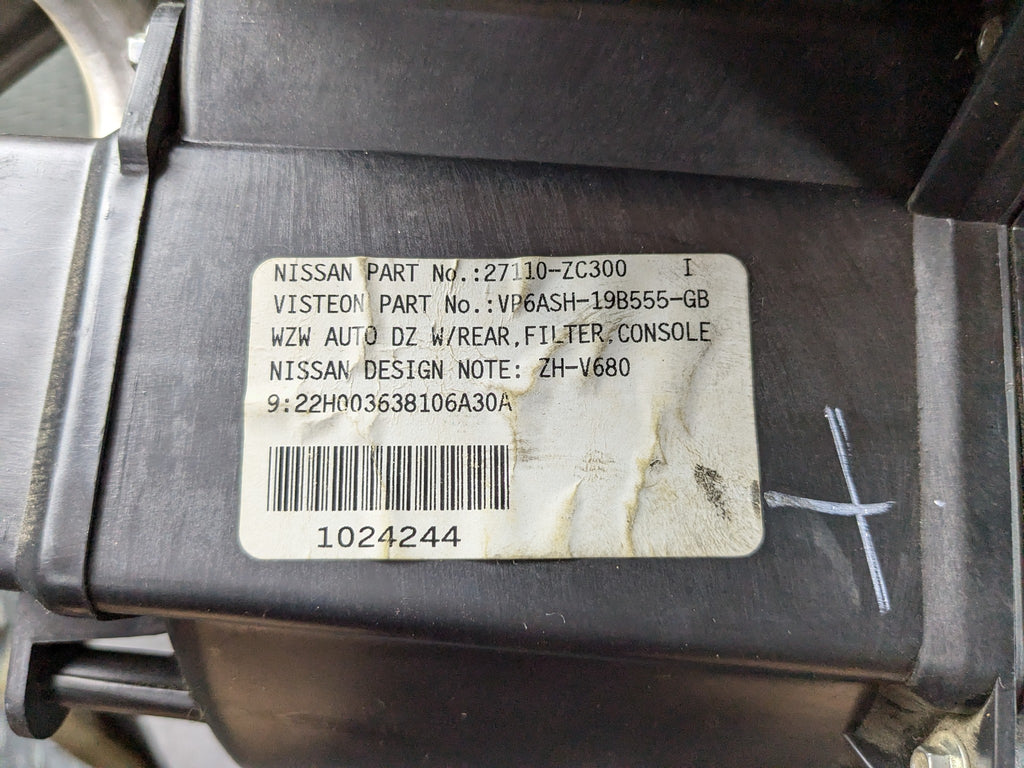 NISSAN PART No.:27110-ZC300 I
VISTEON PART No.:VP6ASH-19B555-GB
WZW AUTO DZ W/REAR,FILTER,CONSOLE
NISSAN DESIGN NOTE: ZH-V680
9:22H003638106A30A
1024244